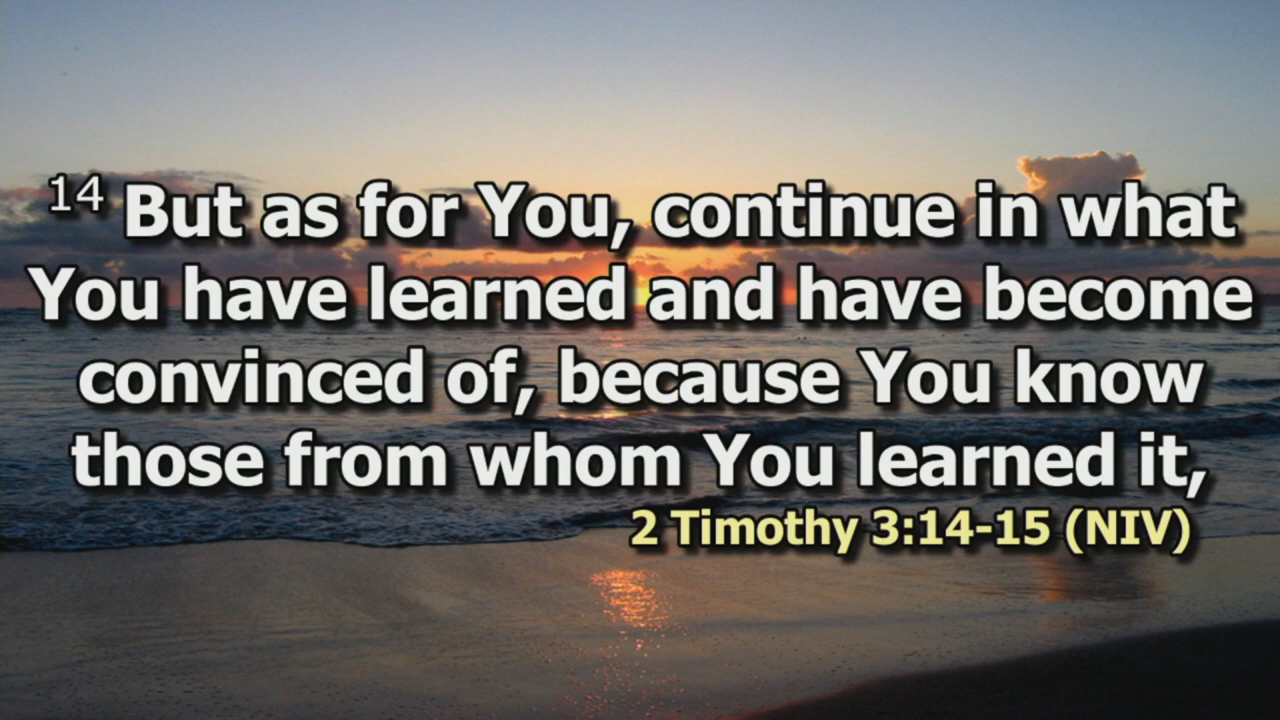 14 But as for You, continue in what
You have learned and have become
convinced of, because You know
those from whom You learned it,
2 Timothy 3:14-15 (NIV)